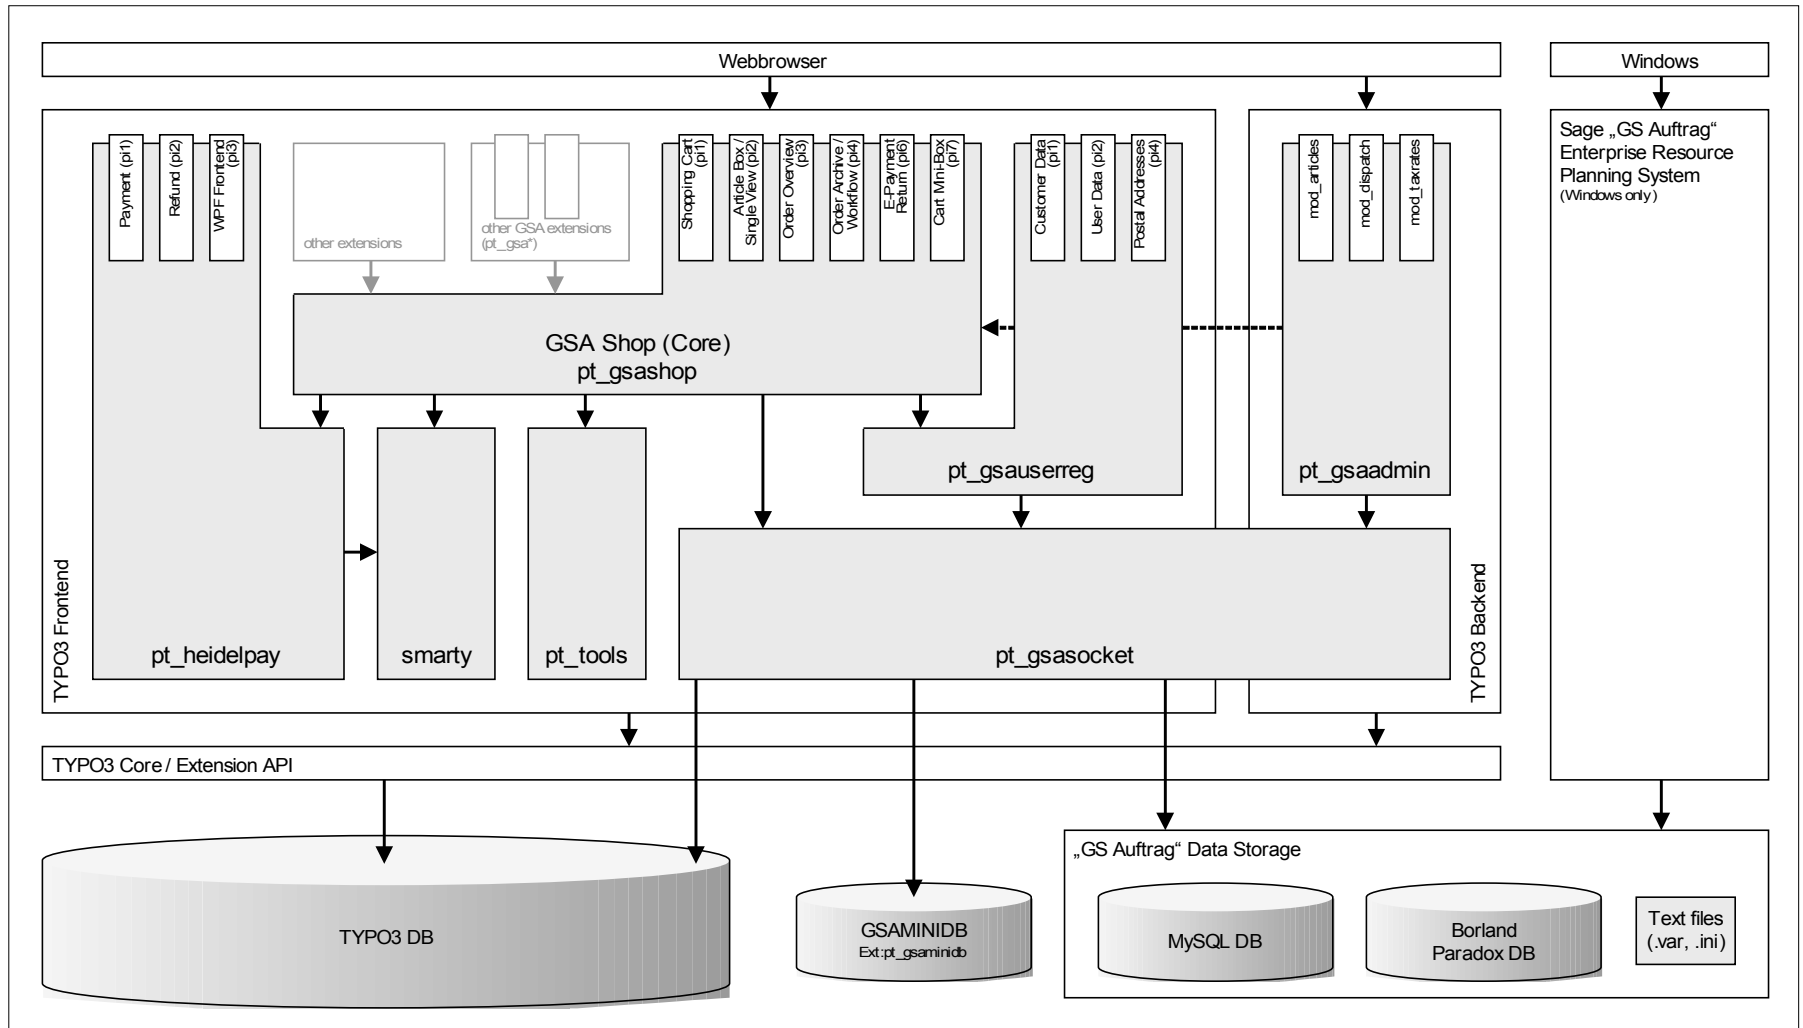 Webbrowser
Windows
Payment (pi1)
Refund (pi2)
WPF Frontend
(pi3)
other extensions
other GSA extensions
(pt_gsa*)
Shopping Cart
(pi1)
Article Box /
Single View (pi2)
Order Overview
(pi3)
Order Archive /
Workflow (pi4)
E-Payment
Return (pi6)
Cart Mni-Box
(pi7)
Customer Data
(pi1)
User Data (pi2)
Postal Addresses
(pi4)
mod_articles
mod_dispatch
mod_taxrates
Sage „GS Auftrag“
Enterprise Resource
Planning System
(Windows only)
GSA Shop (Core)
pt_gsashop
pt_gsauserreg
pt_gsaadmin
TYPO3 Frontend
pt_heidelpay
smarty
pt_tools
pt_gsasocket
TYPO3 Backend
TYPO3 Core / Extension API
TYPO3 DB
GSAMINIDB
Ext:pt_gsaminidb
„GS Auftrag“ Data Storage
MySQL DB
Borland
Paradox DB
Text files
(.var, .ini)